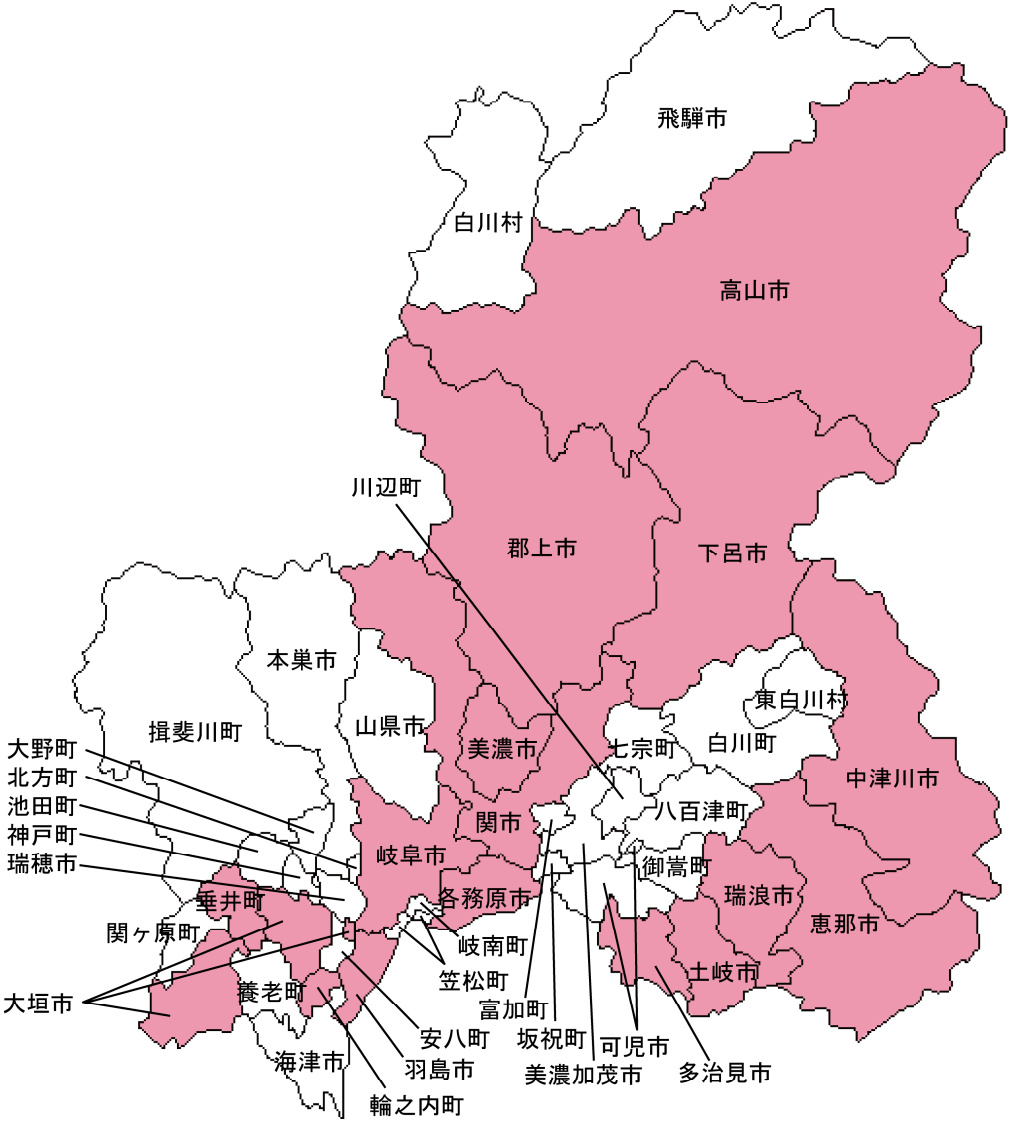 飛騨市
白川村
高山市
川辺町
郡上市
下呂市
本巣市
東白川村
山県市
揖斐川町
美濃市
七宗町
白川町
大野町
北方町
中津川市
池田町
八百津町
関市
神戸町
岐阜市
瑞穂市
御嵩町
各務原市
瑞浪市
垂井町
恵那市
関ヶ原町
岐南町
土岐市
笠松町
養老町
大垣市
富加町
安八町
坂祝町
可児市
海津市
羽島市
美濃加茂市
多治見市
輪之内町